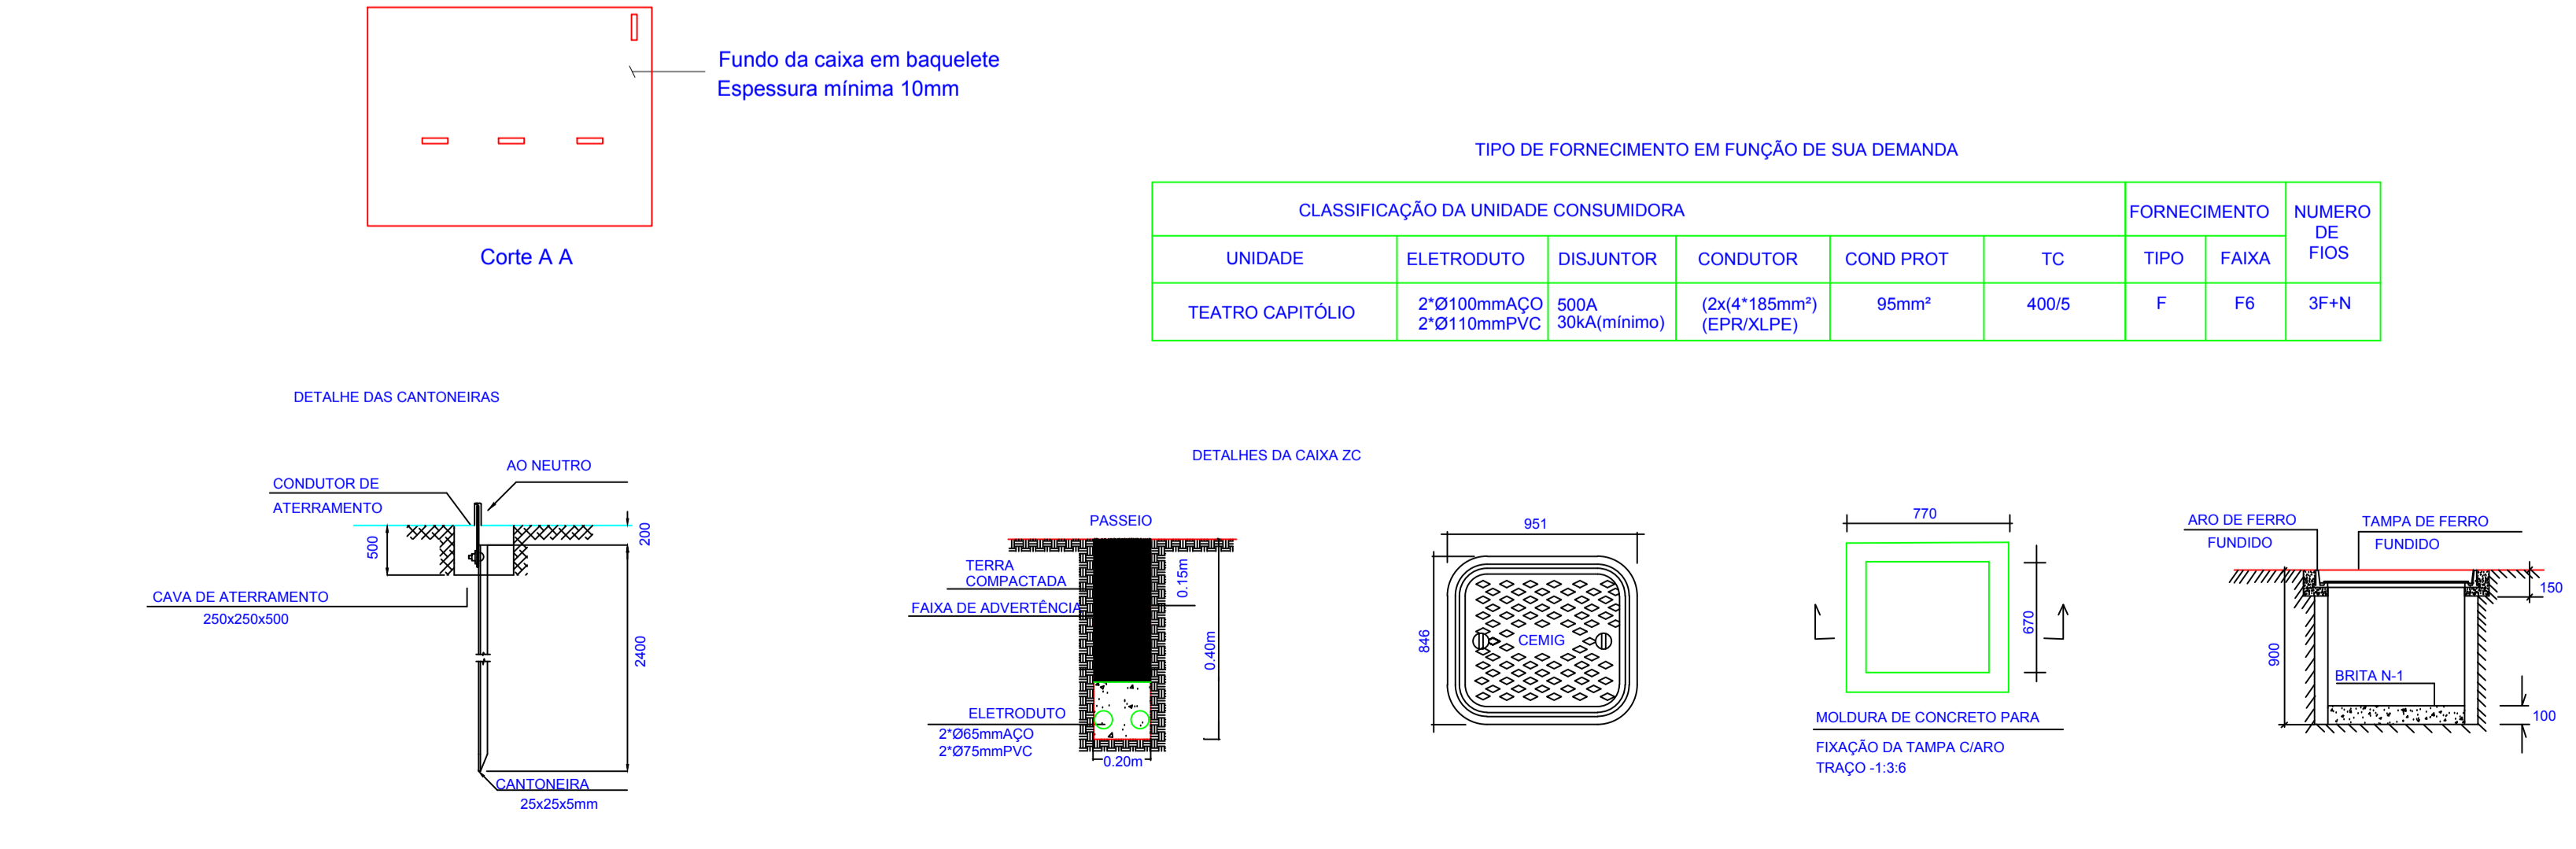 Fundo da caixa em baquelete
Espessura mínima 10mm
Corte A A
TIPO DE FORNECIMENTO EM FUNÇÃO DE SUA DEMANDA
CLASSIFICAÇÃO DA UNIDADE CONSUMIDORA
FORNECIMENTO
NUMERO
DE
FIOS
UNIDADE
ELETRODUTO
DISJUNTOR
CONDUTOR
COND PROT
TC
TIPO
FAIXA
TEATRO CAPITÓLIO
2*Ø100mmAÇO
2*Ø110mmPVC
500A
30kA(mínimo)
(2x(4*185mm²)
(EPR/XLPE)
95mm²
400/5
F
F6
3F+N
DETALHE DAS CANTONEIRAS
AO NEUTRO
CONDUTOR DE
ATERRAMENTO
500
200
CAVA DE ATERRAMENTO
250x250x500
2400
CANTONEIRA
25x25x5mm
DETALHES DA CAIXA ZC
PASSEIO
TERRA
COMPACTADA
FAIXA DE ADVERTÊNCIA
0.15m
0.40m
ELETRODUTO
2*Ø65mmAÇO
2*Ø75mmPVC
0.20m
951
846
CEMIG
770
670
MOLDURA DE CONCRETO PARA
FIXAÇÃO DA TAMPA C/ARO
TRAÇO -1:3:6
ARO DE FERRO
FUNDIDO
TAMPA DE FERRO
FUNDIDO
150
900
BRITA N-1
100